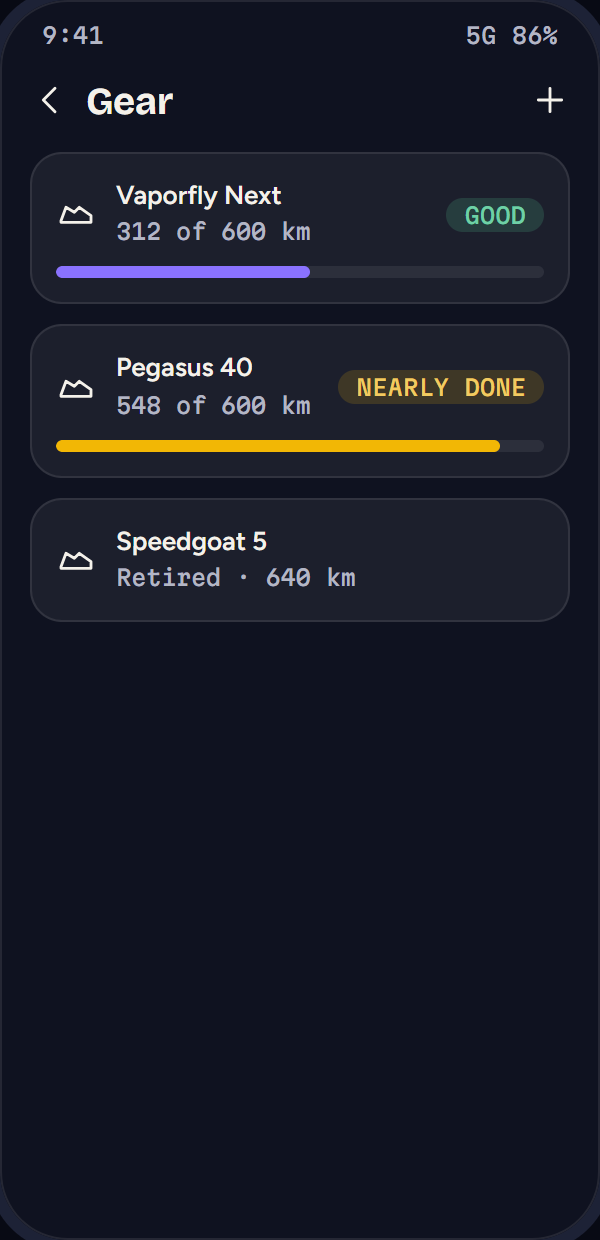 9:41 5G 86%
Gear
Vaporfly Next
312 of 600 km
GOOD
Pegasus 40
548 of 600 km
NEARLY DONE
Speedgoat 5
Retired · 640 km